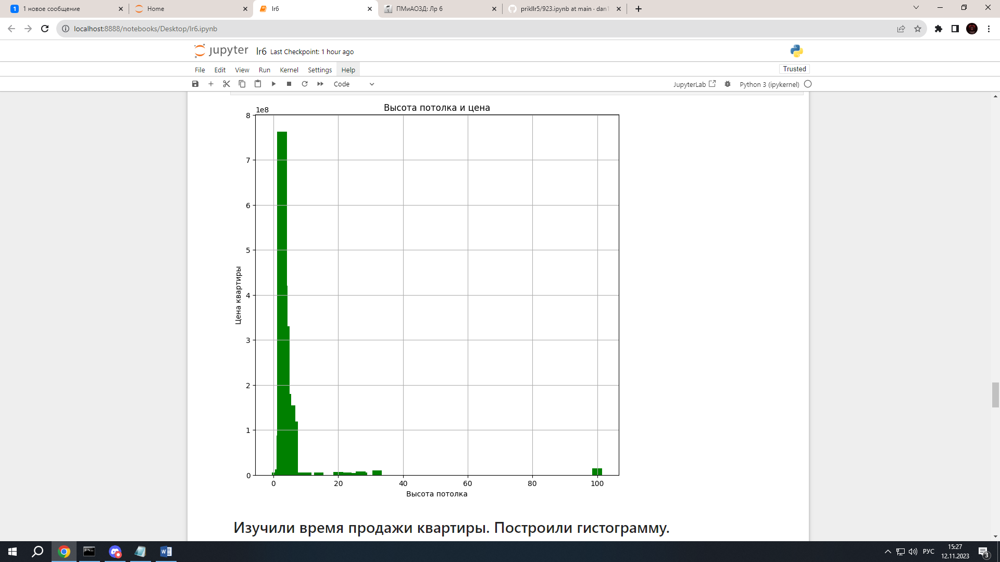 1 новое сообщение
Home
lr6
ПМиАОЗД: Лр 6
prikllr5/923.ipynb at main · dan1
localhost:8888/notebooks/Desktop/lr6.ipynb
jupyter lr6 Last Checkpoint: 1 hour ago
File Edit View Run Kernel Settings Help
Trusted
Code
JupyterLab
Python 3 (ipykernel)
Высота потолка и цена
1e8
8
7
6
5
4
3
2
1
0
Цена квартиры
0 20 40 60 80 100
Высота потолка
Изучили время продажи квартиры. Построили гистограмму.
РУС
15:27
12.11.2023
3